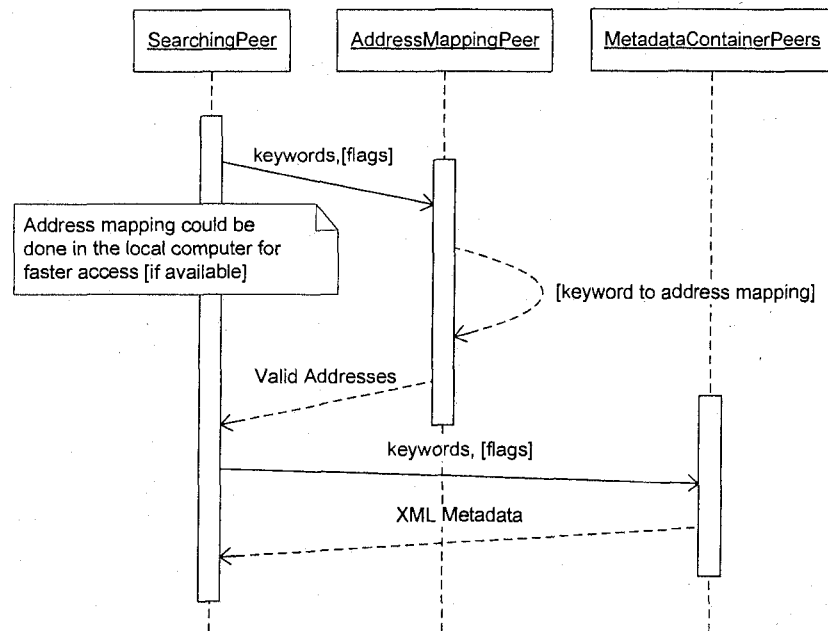 SearchingPeer
AddressMappingPeer
MetadataContainerPeers
keywords,[flags]
Address mapping could be
done in the local computer for
faster access [if available]
[keyword to address mapping]
Valid Addresses
keywords, [flags]
XML Metadata